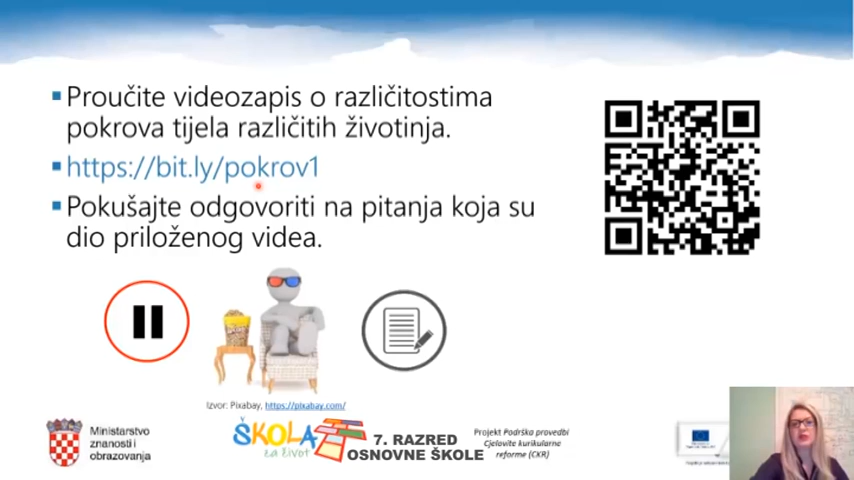 Proučite videozapis o različitostima
pokrova tijela različitih životinja.
https://bit.ly/pokrov1
Pokušajte odgovoriti na pitanja koja su
dio priloženog videa.
Izvor: Pixabay, https://pixabay.com/
Ministarstvo
znanosti i
obrazovanja
ŠKOLA
za život
7. RAZRED
OSNOVNE ŠKOLE
Projekt Podrška provedbi
Cjelovite kurikularne
reforme (CKR)